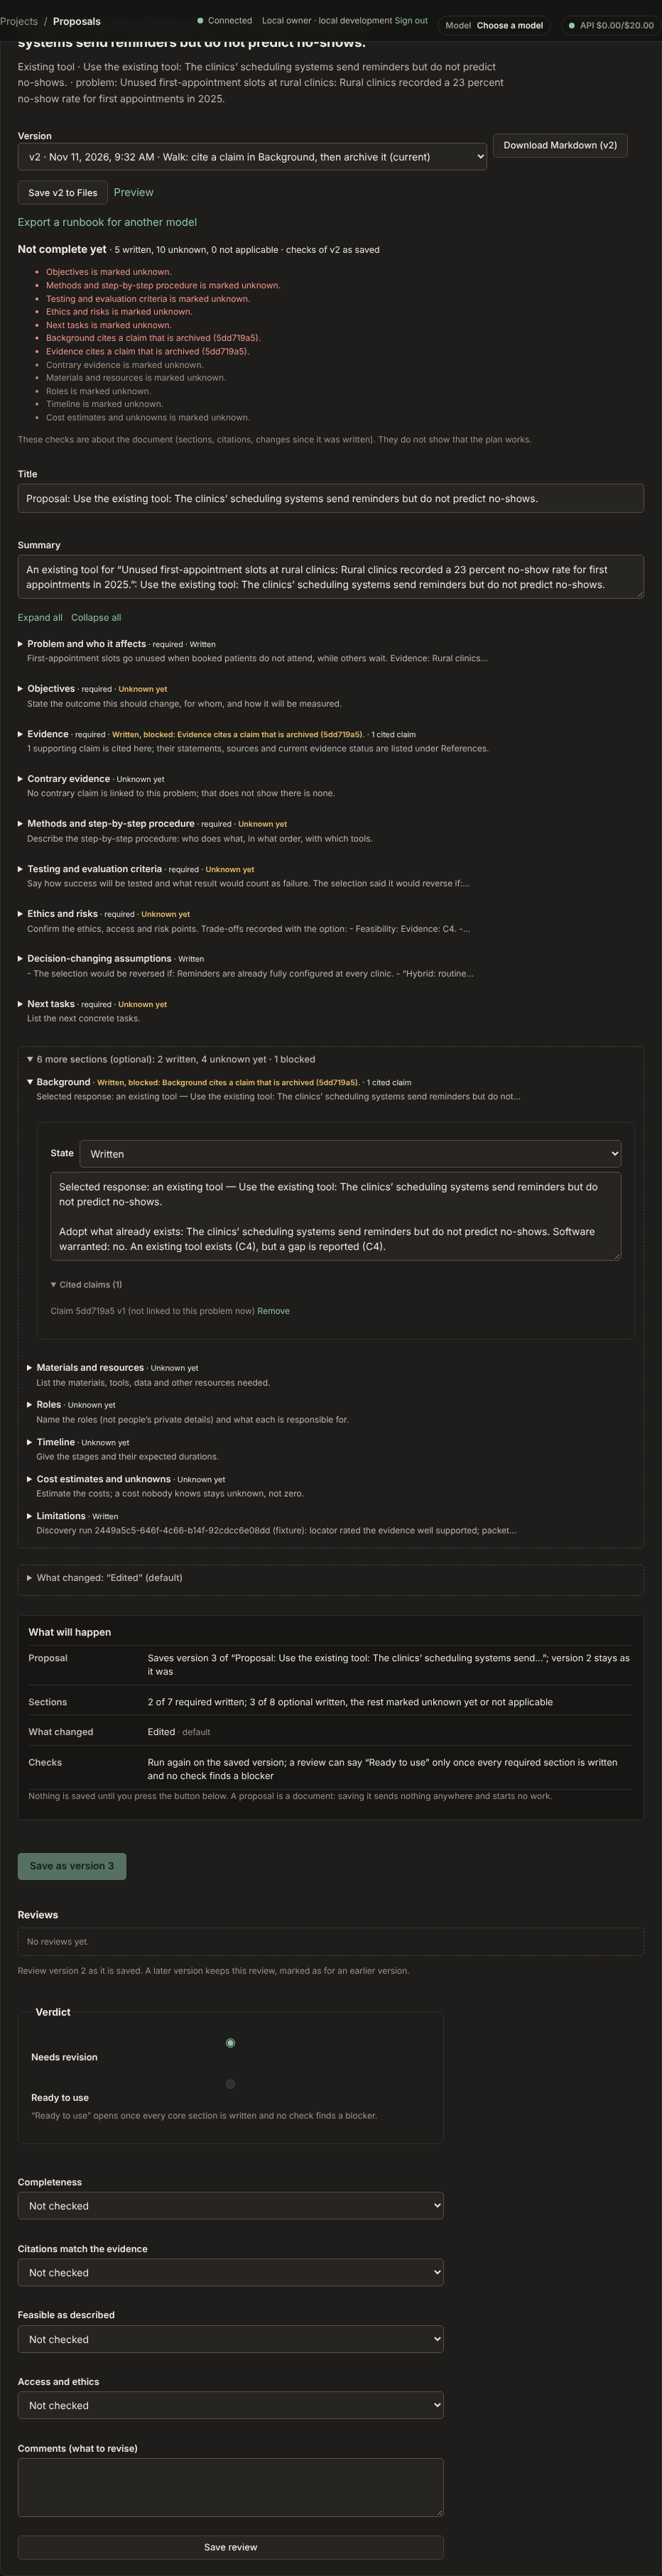 Projects / Proposals
Connected
Local owner · local development Sign out
Model Choose a model
API $0.00/$20.00
systems send reminders but do not predict no-shows.
Existing tool · Use the existing tool: The clinics’ scheduling systems send reminders but do not predict
no-shows. · problem: Unused first-appointment slots at rural clinics: Rural clinics recorded a 23 percent
no-show rate for first appointments in 2025.
Version
v2 · Nov 11, 2026, 9:32 AM · Walk: cite a claim in Background, then archive it (current)
Download Markdown (v2)
Save v2 to Files
Preview
Export a runbook for another model
Not complete yet · 5 written, 10 unknown, 0 not applicable · checks of v2 as saved
• Objectives is marked unknown.
• Methods and step-by-step procedure is marked unknown.
• Testing and evaluation criteria is marked unknown.
• Ethics and risks is marked unknown.
• Next tasks is marked unknown.
• Background cites a claim that is archived (5dd719a5).
• Evidence cites a claim that is archived (5dd719a5).
• Contrary evidence is marked unknown.
• Materials and resources is marked unknown.
• Roles is marked unknown.
• Timeline is marked unknown.
• Cost estimates and unknowns is marked unknown.
These checks are about the document (sections, citations, changes since it was written). They do not show that the plan works.
Title
Proposal: Use the existing tool: The clinics’ scheduling systems send reminders but do not predict no-shows.
Summary
An existing tool for “Unused first-appointment slots at rural clinics: Rural clinics recorded a 23 percent no-show rate for first
appointments in 2025.”: Use the existing tool: The clinics’ scheduling systems send reminders but do not predict no-shows.
Expand all Collapse all
Problem and who it affects · required · Written
First-appointment slots go unused when booked patients do not attend, while others wait. Evidence: Rural clinics…
Objectives · required · Unknown yet
State the outcome this should change, for whom, and how it will be measured.
Evidence · required · Written, blocked: Evidence cites a claim that is archived (5dd719a5). · 1 cited claim
1 supporting claim is cited here; their statements, sources and current evidence status are listed under References.
Contrary evidence · Unknown yet
No contrary claim is linked to this problem; that does not show there is none.
Methods and step-by-step procedure · required · Unknown yet
Describe the step-by-step procedure: who does what, in what order, with which tools.
Testing and evaluation criteria · required · Unknown yet
Say how success will be tested and what result would count as failure. The selection said it would reverse if:…
Ethics and risks · required · Unknown yet
Confirm the ethics, access and risk points. Trade-offs recorded with the option: - Feasibility: Evidence: C4. -…
Decision-changing assumptions · Written
- The selection would be reversed if: Reminders are already fully configured at every clinic. - “Hybrid: routine…
Next tasks · required · Unknown yet
List the next concrete tasks.
6 more sections (optional): 2 written, 4 unknown yet · 1 blocked
Background · Written, blocked: Background cites a claim that is archived (5dd719a5). · 1 cited claim
Selected response: an existing tool — Use the existing tool: The clinics’ scheduling systems send reminders but do not…
State
Written
Selected response: an existing tool — Use the existing tool: The clinics’ scheduling systems send reminders but do
not predict no-shows.
Adopt what already exists: The clinics’ scheduling systems send reminders but do not predict no-shows. Software
warranted: no. An existing tool exists (C4), but a gap is reported (C4).
Cited claims (1)
Claim 5dd719a5 v1 (not linked to this problem now) Remove
Materials and resources · Unknown yet
List the materials, tools, data and other resources needed.
Roles · Unknown yet
Name the roles (not people’s private details) and what each is responsible for.
Timeline · Unknown yet
Give the stages and their expected durations.
Cost estimates and unknowns · Unknown yet
Estimate the costs; a cost nobody knows stays unknown, not zero.
Limitations · Written
Discovery run 2449a5c5-646f-4c66-b14f-92cdcc6e08dd (fixture): locator rated the evidence well supported; packet…
What changed: “Edited” (default)
What will happen
Proposal
Saves version 3 of “Proposal: Use the existing tool: The clinics’ scheduling systems send…”; version 2 stays as
it was
Sections
2 of 7 required written; 3 of 8 optional written, the rest marked unknown yet or not applicable
What changed
Edited · default
Checks
Run again on the saved version; a review can say “Ready to use” only once every required section is written
and no check finds a blocker
Nothing is saved until you press the button below. A proposal is a document: saving it sends nothing anywhere and starts no work.
Save as version 3
Reviews
No reviews yet.
Review version 2 as it is saved. A later version keeps this review, marked as for an earlier version.
Verdict
Needs revision
Ready to use
“Ready to use” opens once every core section is written and no check finds a blocker.
Completeness
Not checked
Citations match the evidence
Not checked
Feasible as described
Not checked
Access and ethics
Not checked
Comments (what to revise)
Save review